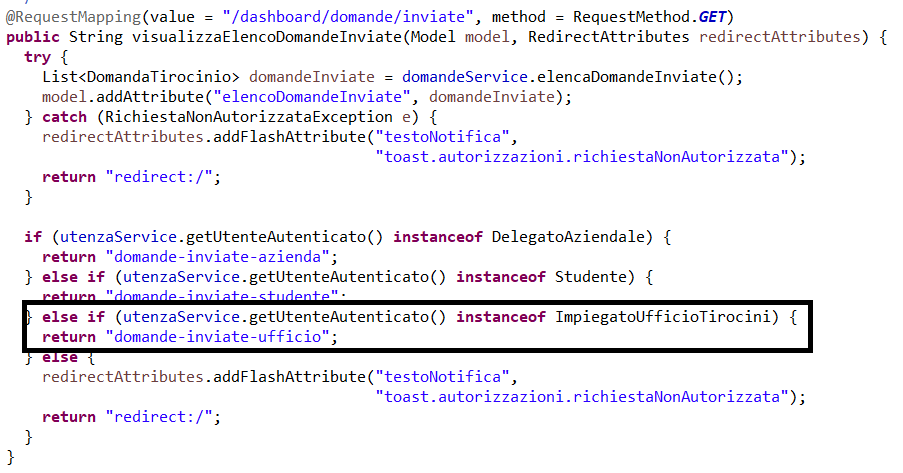 @RequestMapping(value = "/dashboard/domande/inviate", method = RequestMethod.GET)
public String visualizzaElencoDomandeInviate(Model model, RedirectAttributes redirectAttributes) {
try {
List<DomandaTirocinio> domandeInviate = domandeService.elencaDomandeInviate();
model.addAttribute("elencoDomandeInviate", domandeInviate);
} catch (RichiestaNonAutorizzataException e) {
redirectAttributes.addFlashAttribute("testoNotifica",
"toast.autorizzazioni.richiestaNonAutorizzata");
return "redirect:/";
}
if (utenzaService.getUtenteAutenticato() instanceof DelegatoAziendale) {
return "domande-inviate-azienda";
} else if (utenzaService.getUtenteAutenticato() instanceof Studente) {
return "domande-inviate-studente";
} else if (utenzaService.getUtenteAutenticato() instanceof ImpiegatoUfficioTirocini) {
return "domande-inviate-ufficio";
} else {
redirectAttributes.addFlashAttribute("testoNotifica",
"toast.autorizzazioni.richiestaNonAutorizzata");
return "redirect:/";
}
}